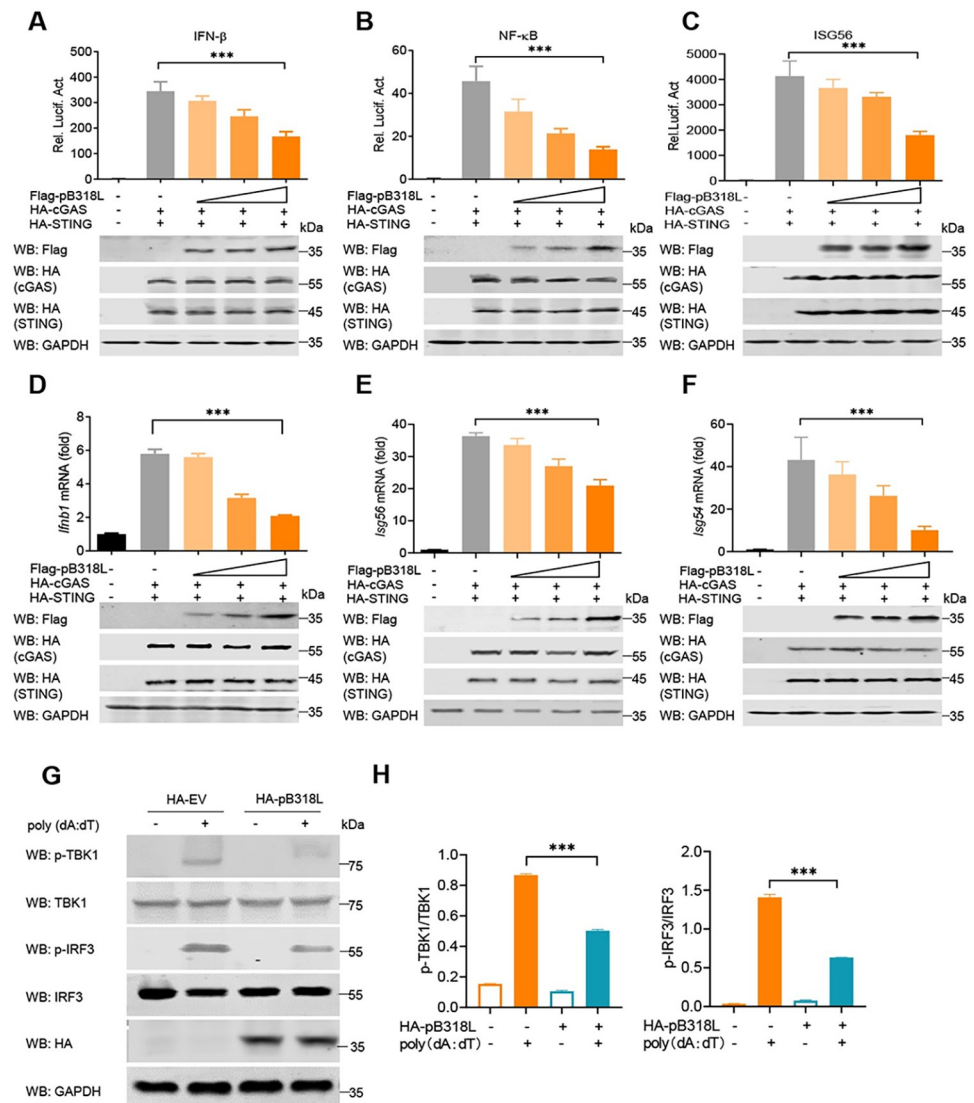 A
IFN-β
Rel. Lucif. Act.
500
400
300
200
100
0
***
Flag-pB318L - -
HA-cGAS - + + + +
HA-STING - + + + +
kDa
WB: Flag
35
WB: HA
(cGAS)
55
WB: HA
(STING)
45
WB: GAPDH
35
B
NF-κB
Rel. Lucif. Act.
60
40
20
0
***
Flag-pB318L - -
HA-cGAS - + + + +
HA-STING - + + + +
kDa
WB: Flag
35
WB: HA
(cGAS)
55
WB: HA
(STING)
45
WB: GAPDH
35
C
ISG56
Rel.Lucif. Act
6000
5000
4000
3000
2000
1000
0
***
Flag-pB318L - -
HA-cGAS - + + + +
HA-STING - + + + +
kDa
WB: Flag
35
WB: HA
(cGAS)
55
WB: HA
(STING)
45
WB: GAPDH
35
D
Ifnb1 mRNA (fold)
8
6
4
2
0
***
Flag-pB318L - -
HA-cGAS - + + + +
HA-STING - + + + +
kDa
WB: Flag
35
WB: HA
(cGAS)
55
WB: HA
(STING)
45
WB: GAPDH
35
E
Isg56 mRNA (fold)
40
30
20
10
0
***
Flag-pB318L - -
HA-cGAS - + + + +
HA-STING - + + + +
kDa
WB: Flag
35
WB: HA
(cGAS)
55
WB: HA
(STING)
45
WB: GAPDH
35
F
Isg54 mRNA (fold)
60
40
20
0
***
Flag-pB318L - -
HA-cGAS - + + + +
HA-STING - + + + +
kDa
WB: Flag
35
WB: HA
(cGAS)
55
WB: HA
(STING)
45
WB: GAPDH
35
G
HA-EV HA-pB318L
poly (dA:dT) - + - + kDa
WB: p-TBK1
75
WB: TBK1
75
WB: p-IRF3
55
WB: IRF3
55
WB: HA
35
WB: GAPDH
35
H
p-TBK1/TBK1
1.0
0.8
0.6
0.4
0.2
0.0
***
HA-pB318L - - + +
poly(dA:dT) - + - +
p-IRF3/IRF3
2.0
1.5
1.0
0.5
0.0
***
HA-pB318L - - + +
poly(dA:dT) - + - +